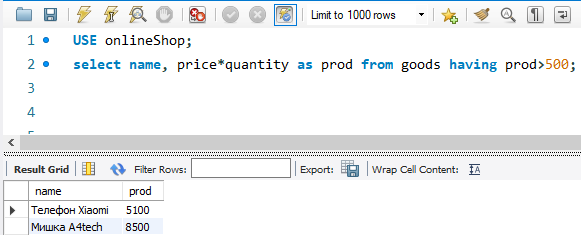 Limit to 1000 rows
1 USE onlineShop;
2 select name, price*quantity as prod from goods having prod>500;
3
4
Result Grid Filter Rows: Export: Wrap Cell Content: IA
name prod
Телефон Xiaomi 5100
Мишка A4tech 8500